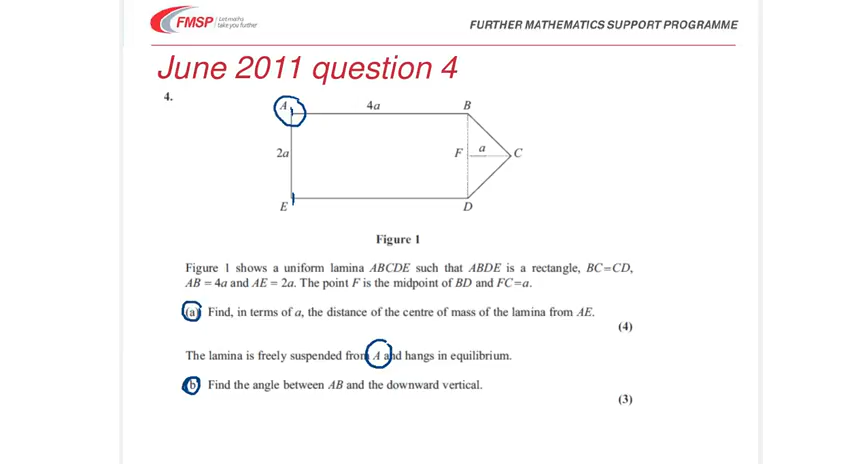 FMSP Let maths take you further
FURTHER MATHEMATICS SUPPORT PROGRAMME
June 2011 question 4
4.
A 4a B
2a F a C
E D
Figure 1
Figure 1 shows a uniform lamina ABCDE such that ABDE is a rectangle, BC=CD,
AB = 4a and AE = 2a. The point F is the midpoint of BD and FC=a.
(a) Find, in terms of a, the distance of the centre of mass of the lamina from AE.
(4)
The lamina is freely suspended from A and hangs in equilibrium.
(b) Find the angle between AB and the downward vertical.
(3)